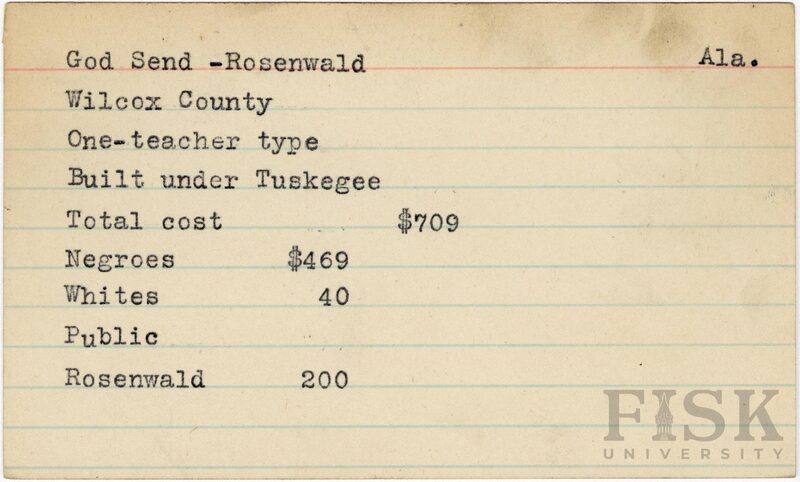 God Send -Rosenwald Ala.
Wilcox County
One-teacher type
Built under Tuskegee
Total cost $709
Negroes $469
Whites 40
Public
Rosenwald 200
FISK
UNIVERSITY